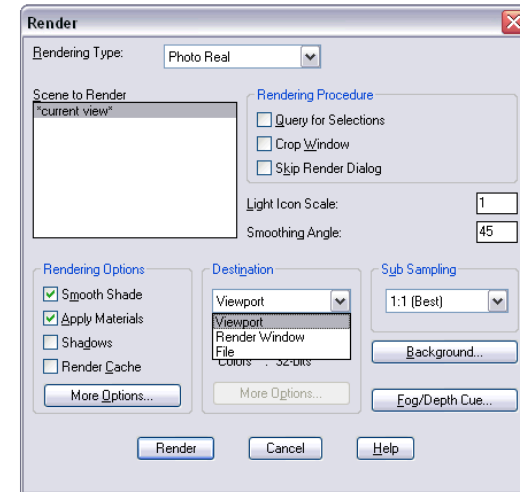 Render
Rendering Type:
Photo Real
Scene to Render
*current view*
Rendering Procedure
Query for Selections
Crop Window
Skip Render Dialog
Light Icon Scale:
1
Smoothing Angle:
45
Rendering Options
Smooth Shade
Apply Materials
Shadows
Render Cache
More Options...
Destination
Viewport
Viewport
Render Window
File
Colors : 32-bits
More Options...
Sub Sampling
1:1 (Best)
Background...
Fog/Depth Cue...
Render
Cancel
Help